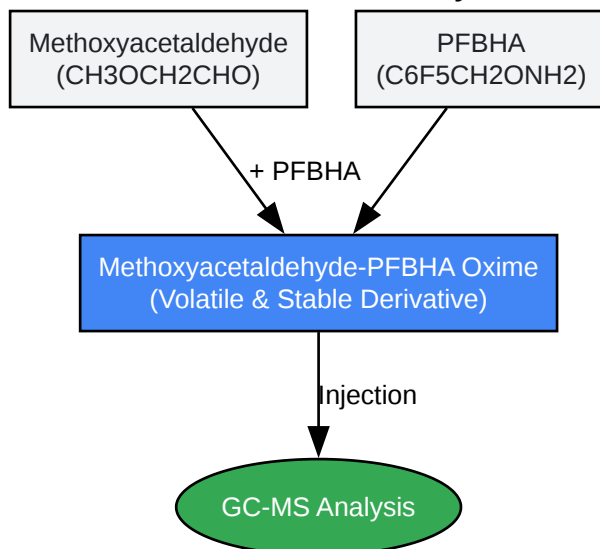 Methoxyacetaldehyde
(CH3OCH2CHO)
PFBHA
(C6F5CH2ONH2)
+ PFBHA
Methoxyacetaldehyde-PFBHA Oxime
(Volatile & Stable Derivative)
Injection
GC-MS Analysis